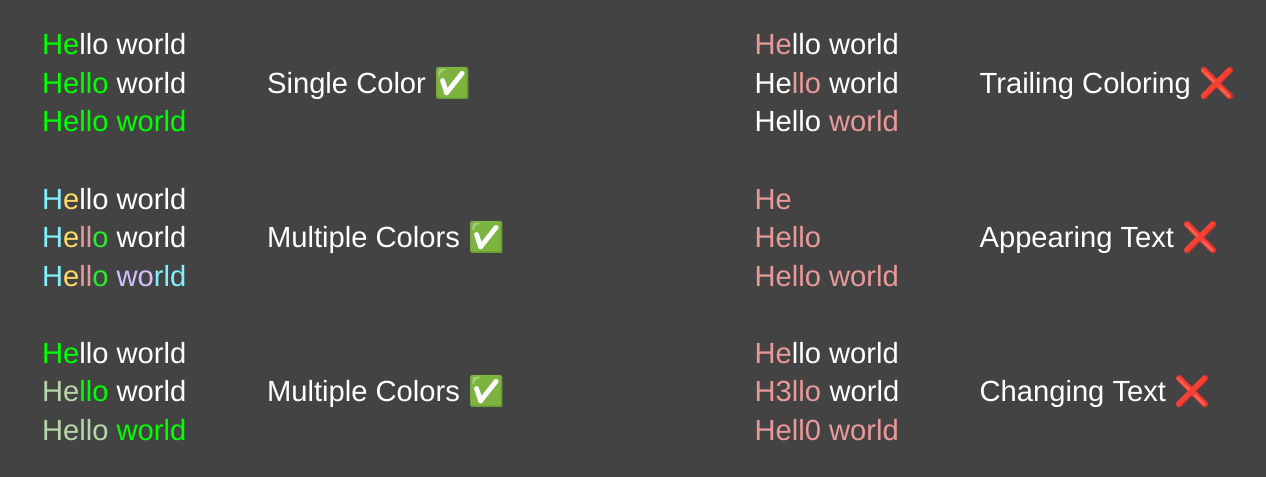 Hello world
Hello world
Hello world
Single Color ✅
Hello world
Hello world
Hello world
Multiple Colors ✅
Hello world
Hello world
Hello world
Multiple Colors ✅
Hello world
Hello world
Hello world
Trailing Coloring ❌
He
Hello
Hello world
Appearing Text ❌
Hello world
H3llo world
Hell0 world
Changing Text ❌